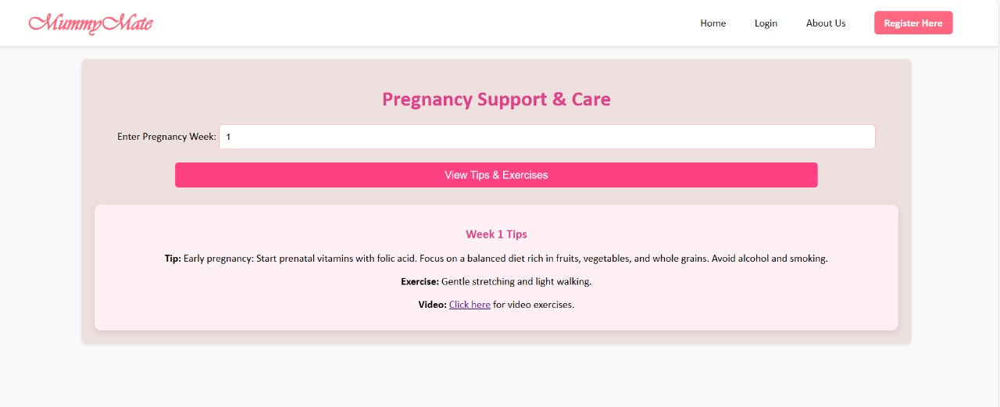 MummyMate
Home Login About Us Register Here
Pregnancy Support & Care
Enter Pregnancy Week: 1
View Tips & Exercises
Week 1 Tips
Tip: Early pregnancy: Start prenatal vitamins with folic acid. Focus on a balanced diet rich in fruits, vegetables, and whole grains. Avoid alcohol and smoking.
Exercise: Gentle stretching and light walking.
Video: Click here for video exercises.